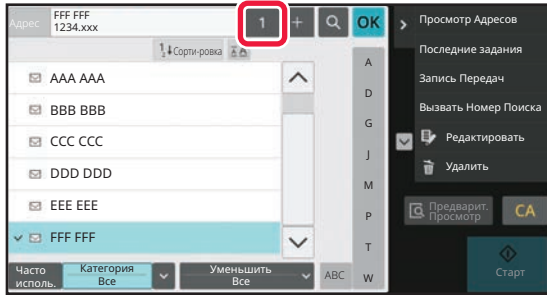 Адрес
FFF FFF
1234.xxx
1
+
OK
1 2 Сорти-ровка
AAA AAA
BBB BBB
CCC CCC
DDD DDD
EEE EEE
FFF FFF
A
D
G
J
M
P
T
W
Часто
исполь.
Категория
Все
Уменьшить
Все
ABC
Просмотр Адресов
Последние задания
Запись Передач
Вызвать Номер Поиска
Редактировать
Удалить
Предварит.
Просмотр
CA
Старт